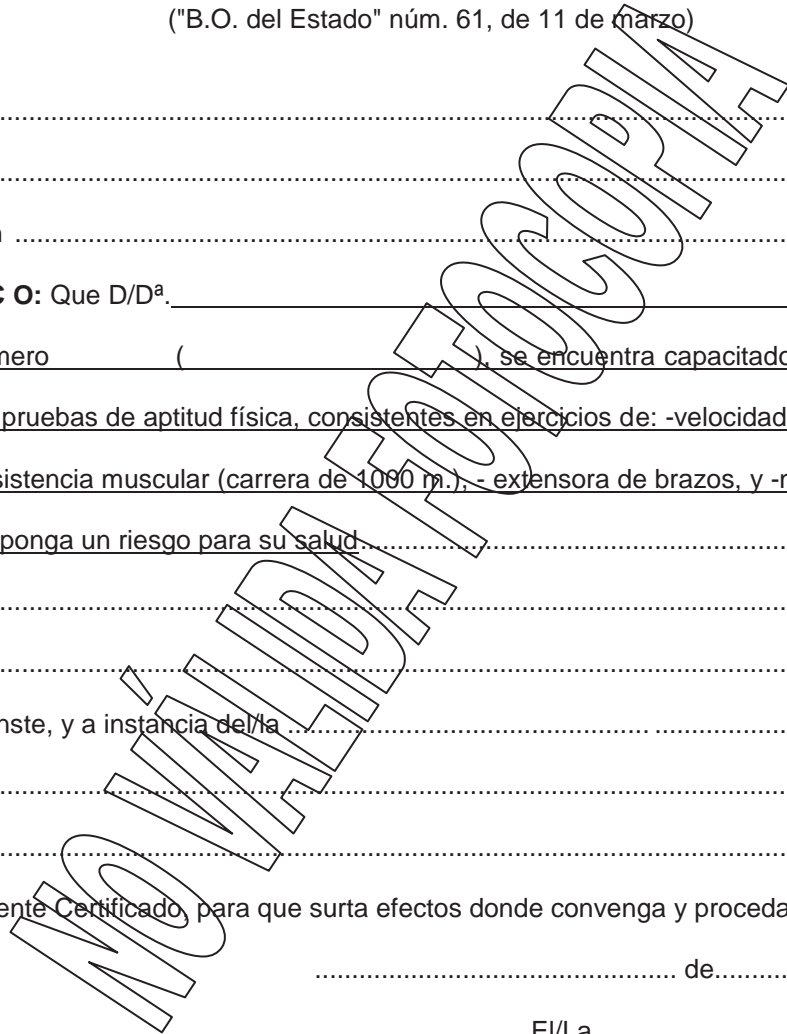 ("B.O. del Estado" núm. 61, de 11 de marzo)
..........................................................................................................
..........................................................................................................
n ........................................................................................................
C O: Que D/Dª.
mero ( ), se encuentra capacitado
pruebas de aptitud física, consistentes en ejercicios de: -velocidad
sistencia muscular (carrera de 1000 m.), - extensora de brazos, y -r
ponga un riesgo para su salud..........................................................
..........................................................................................................
..........................................................................................................
nste, y a instancia del/la ................................................ ..................
..........................................................................................................
..........................................................................................................
ente Certificado, para que surta efectos donde convenga y proceda
................................................ de..........
El/La
NO VÁLIDA FOTOCOPIA